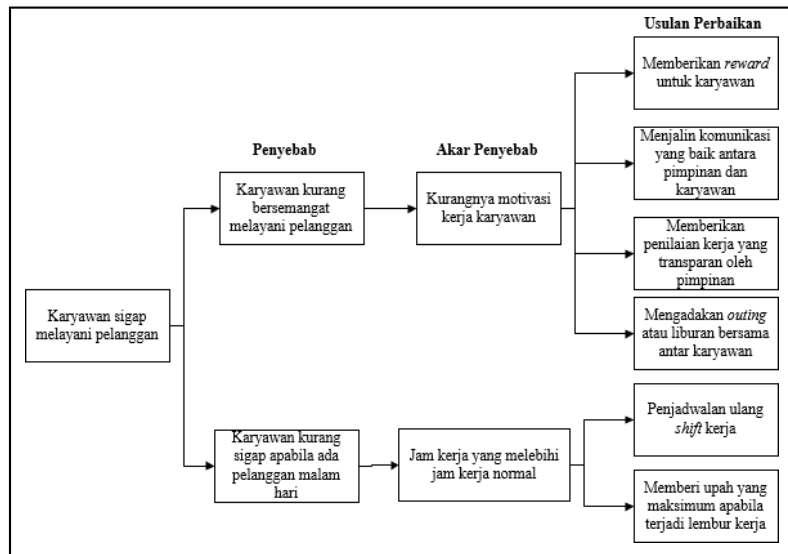 Usulan Perbaikan
Memberikan reward
untuk karyawan
Menjalin komunikasi
yang baik antara
pimpinan dan
karyawan
Penyebab
Akar Penyebab
Karyawan kurang
bersemangat
melayani pelanggan
Kurangnya motivasi
kerja karyawan
Memberikan
penilaian kerja yang
transparan oleh
pimpinan
Karyawan sigap
melayani pelanggan
Mengadakan outing
atau liburan bersama
antar karyawan
Karyawan kurang
sigap apabila ada
pelanggan malam
hari
Jam kerja yang melebihi
jam kerja normal
Penjadwalan ulang
shift kerja
Memberi upah yang
maksimum apabila
terjadi lembur kerja